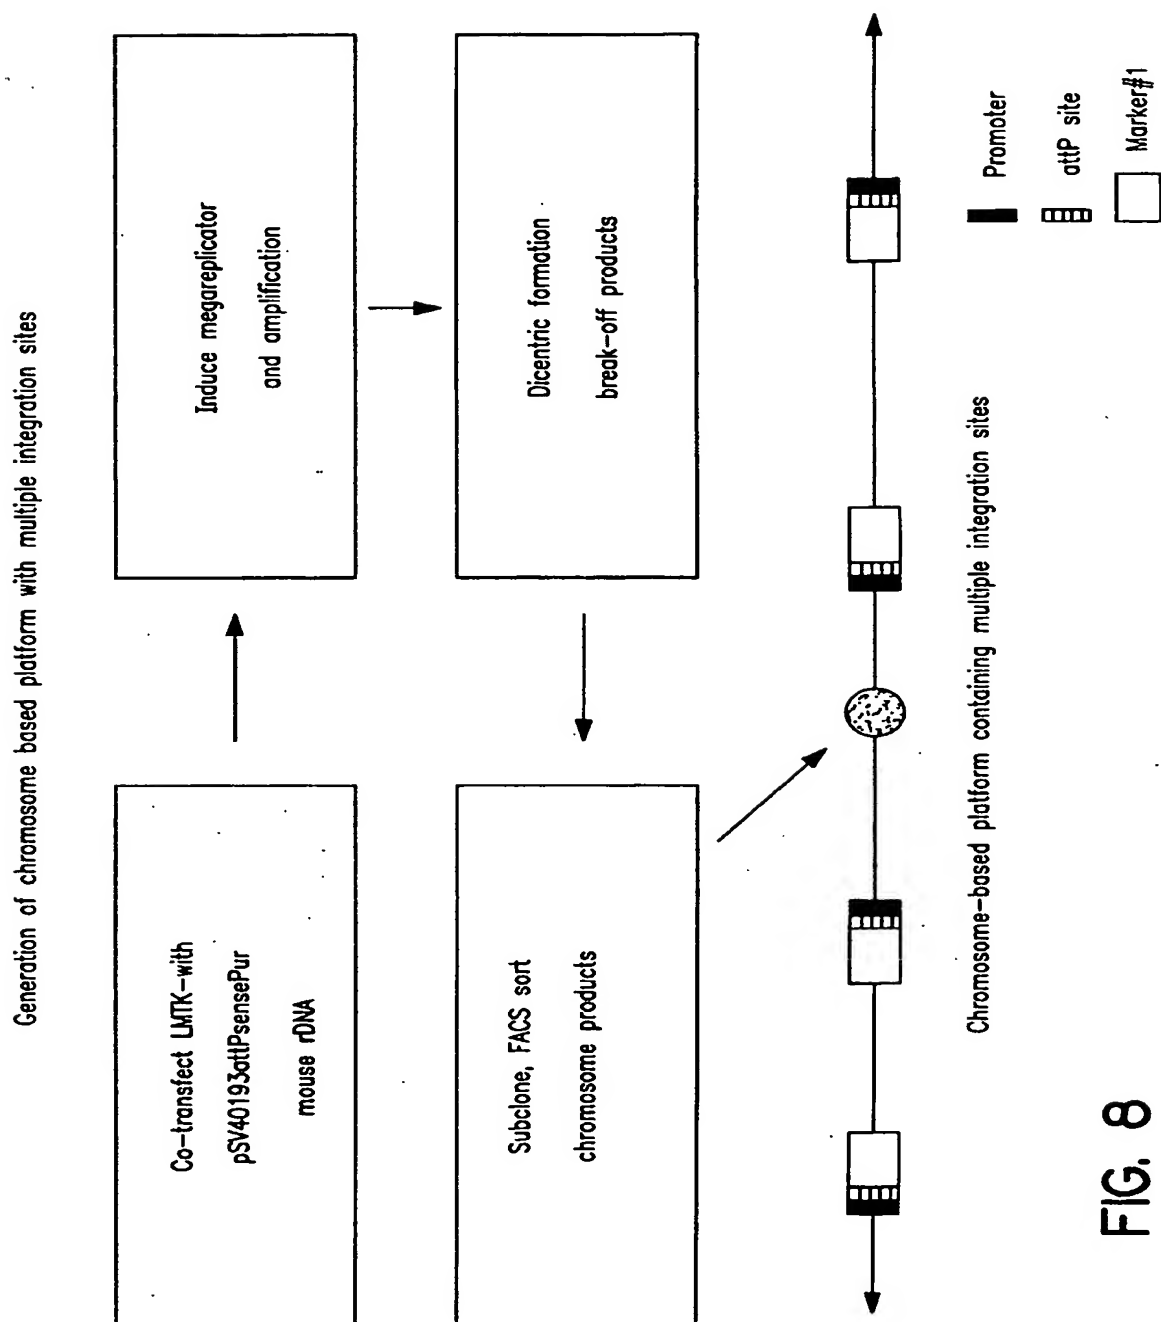 Generation of chromosome based platform with multiple integration sites
Co-transfect LMTK-with
pSV40193attPsensePur
mouse rDNA
Induce megareplicator
and amplification
Dicentric formation
break-off products
Subclone, FACS sort
chromosome products
Chromosome-based platform containing multiple integration sites
Promoter
attP site
Marker#1
FIG. 8